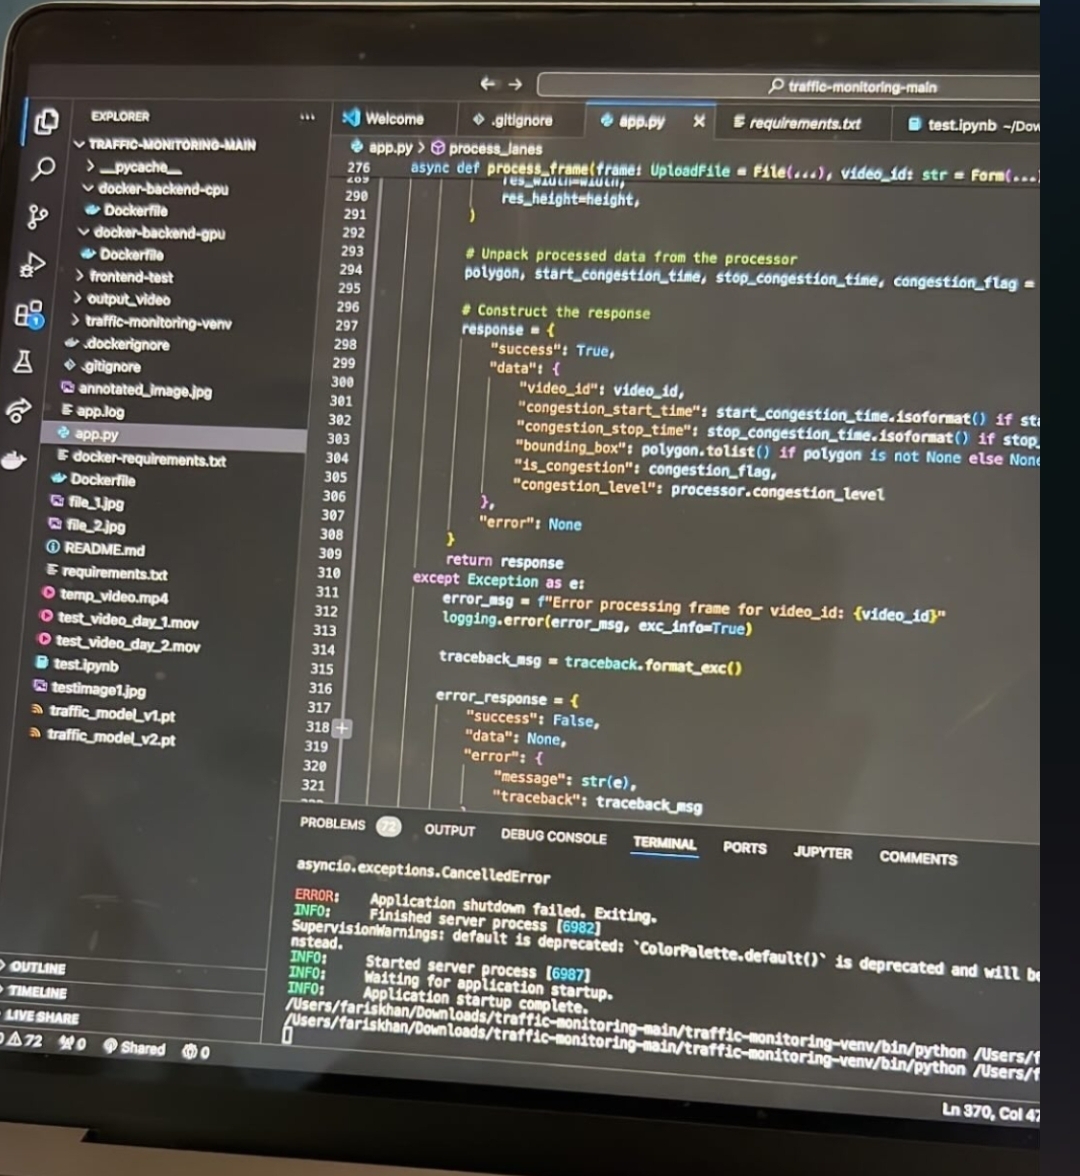 traffic-monitoring-main
EXPLORER
Welcome
.gitignore
app.py
requirements.txt
test.ipynb ~/Dow
TRAFFIC-MONITORING-MAIN
__pycache__
docker-backend-cpu
Dockerfile
docker-backend-gpu
Dockerfile
frontend-test
output_video
traffic-monitoring-venv
.dockerignore
.gitignore
annotated_image.jpg
app.log
app.py
docker-requirements.txt
Dockerfile
file_1.jpg
file_2.jpg
README.md
requirements.txt
temp_video.mp4
test_video_day_1.mov
test_video_day_2.mov
test.ipynb
testimage1.jpg
traffic_model_v1.pt
traffic_model_v2.pt
OUTLINE
TIMELINE
LIVE SHARE
app.py > process_lanes
276 async def process_frame(frame: UploadFile = File(...), video_id: str = Form(...
289 res_width=width,
290 res_height=height,
291 )
292
293 # Unpack processed data from the processor
294 polygon, start_congestion_time, stop_congestion_time, congestion_flag =
295
296 # Construct the response
297 response = {
298 "success": True,
299 "data": {
300 "video_id": video_id,
301 "congestion_start_time": start_congestion_time.isoformat() if sta
302 "congestion_stop_time": stop_congestion_time.isoformat() if stop_
303 "bounding_box": polygon.tolist() if polygon is not None else None
304 "is_congestion": congestion_flag,
305 "congestion_level": processor.congestion_level
306 },
307 "error": None
308 }
309 return response
310 except Exception as e:
311 error_msg = f"Error processing frame for video_id: {video_id}"
312 logging.error(error_msg, exc_info=True)
313
314 traceback_msg = traceback.format_exc()
315
316 error_response = {
317 "success": False,
318 "data": None,
319 "error": {
320 "message": str(e),
321 "traceback": traceback_msg
PROBLEMS 72 OUTPUT DEBUG CONSOLE TERMINAL PORTS JUPYTER COMMENTS
asyncio.exceptions.CancelledError
ERROR: Application shutdown failed. Exiting.
INFO: Finished server process [6982]
SupervisionWarnings: default is deprecated: `ColorPalette.default()` is deprecated and will be
nstead.
INFO: Started server process [6987]
INFO: Waiting for application startup.
INFO: Application startup complete.
/Users/fariskhan/Downloads/traffic-monitoring-main/traffic-monitoring-venv/bin/python /Users/f
/Users/fariskhan/Downloads/traffic-monitoring-main/traffic-monitoring-venv/bin/python /Users/f
0 72 0 Shared 0
Ln 370, Col 47